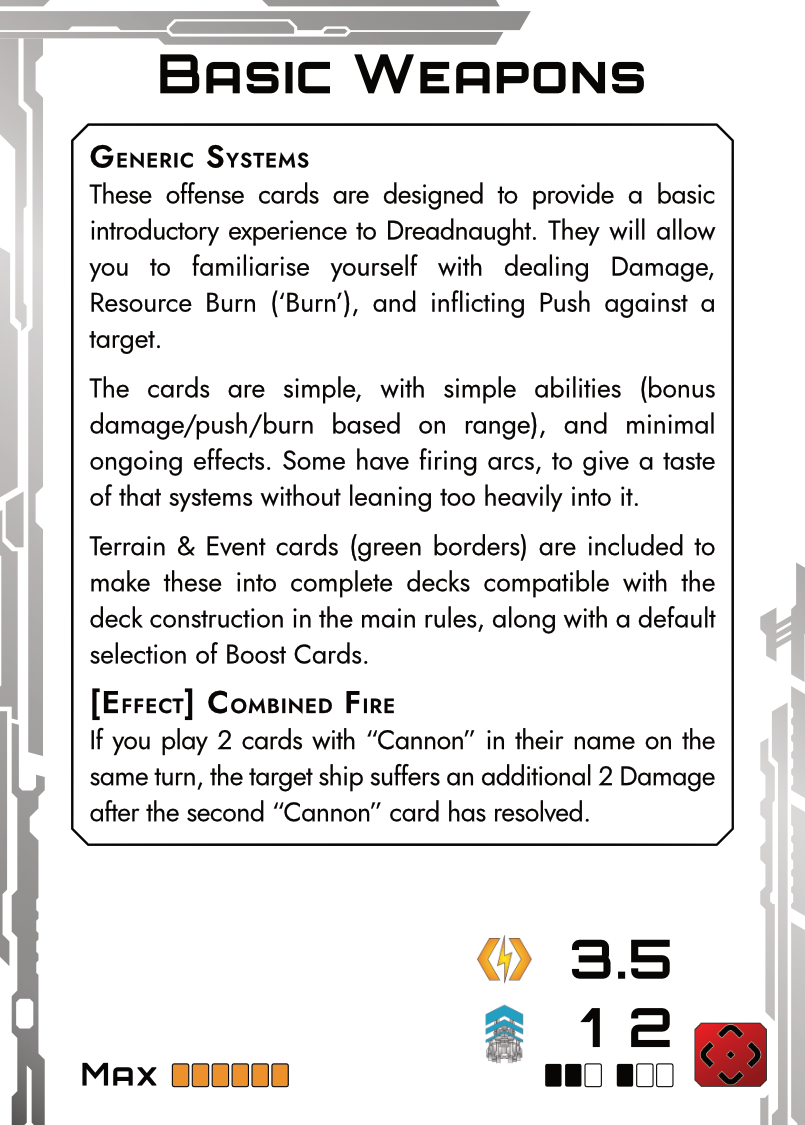 Basic Weapons
Generic Systems
These offense cards are designed to provide a basic
introductory experience to Dreadnaught. They will allow
you to familiarise yourself with dealing Damage,
Resource Burn (‘Burn’), and inflicting Push against a
target.
The cards are simple, with simple abilities (bonus
damage/push/burn based on range), and minimal
ongoing effects. Some have firing arcs, to give a taste
of that systems without leaning too heavily into it.
Terrain & Event cards (green borders) are included to
make these into complete decks compatible with the
deck construction in the main rules, along with a default
selection of Boost Cards.
[Effect] Combined Fire
If you play 2 cards with “Cannon” in their name on the
same turn, the target ship suffers an additional 2 Damage
after the second “Cannon” card has resolved.
3.5
1 2
Max